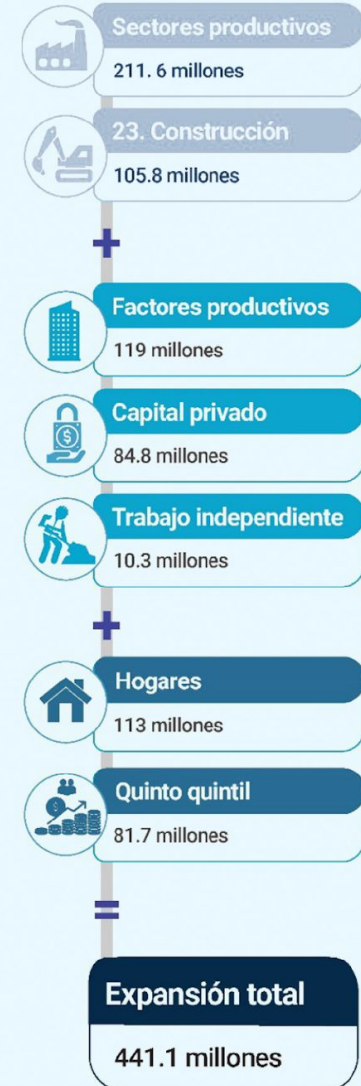 Sectores productivos
211. 6 millones
23. Construcción
105.8 millones
+
Factores productivos
119 millones
Capital privado
84.8 millones
Trabajo independiente
10.3 millones
+
Hogares
113 millones
Quinto quintil
81.7 millones
=
Expansión total
441.1 millones